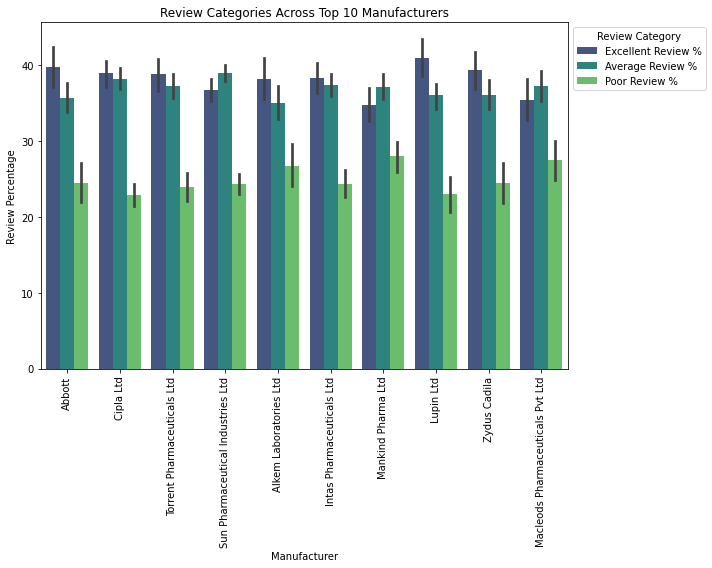 Review Categories Across Top 10 Manufacturers
Review Category
Excellent Review %
Average Review %
Poor Review %
Review Percentage
40
30
20
10
0
Abbott
Cipla Ltd
Torrent Pharmaceuticals Ltd
Sun Pharmaceutical Industries Ltd
Alkem Laboratories Ltd
Intas Pharmaceuticals Ltd
Mankind Pharma Ltd
Lupin Ltd
Zydus Cadila
Macleods Pharmaceuticals Pvt Ltd
Manufacturer